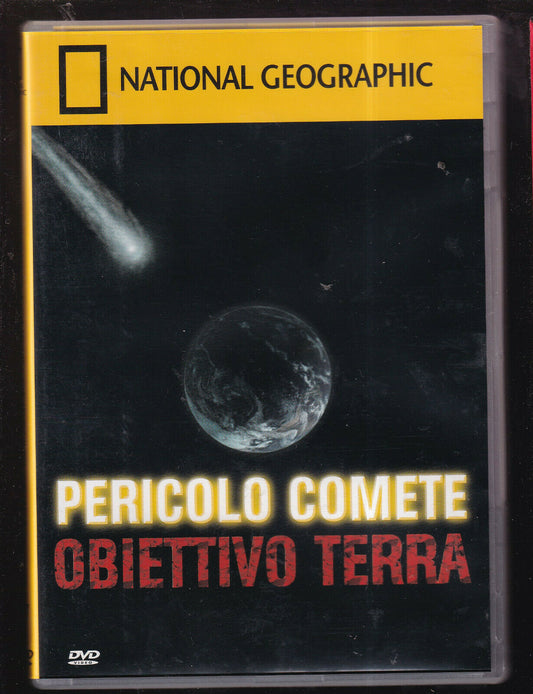 NATIONAL GEOGRAPHIC
PERICOLO COMETE
OBIETTIVO TERRA
DVD
VIDEO